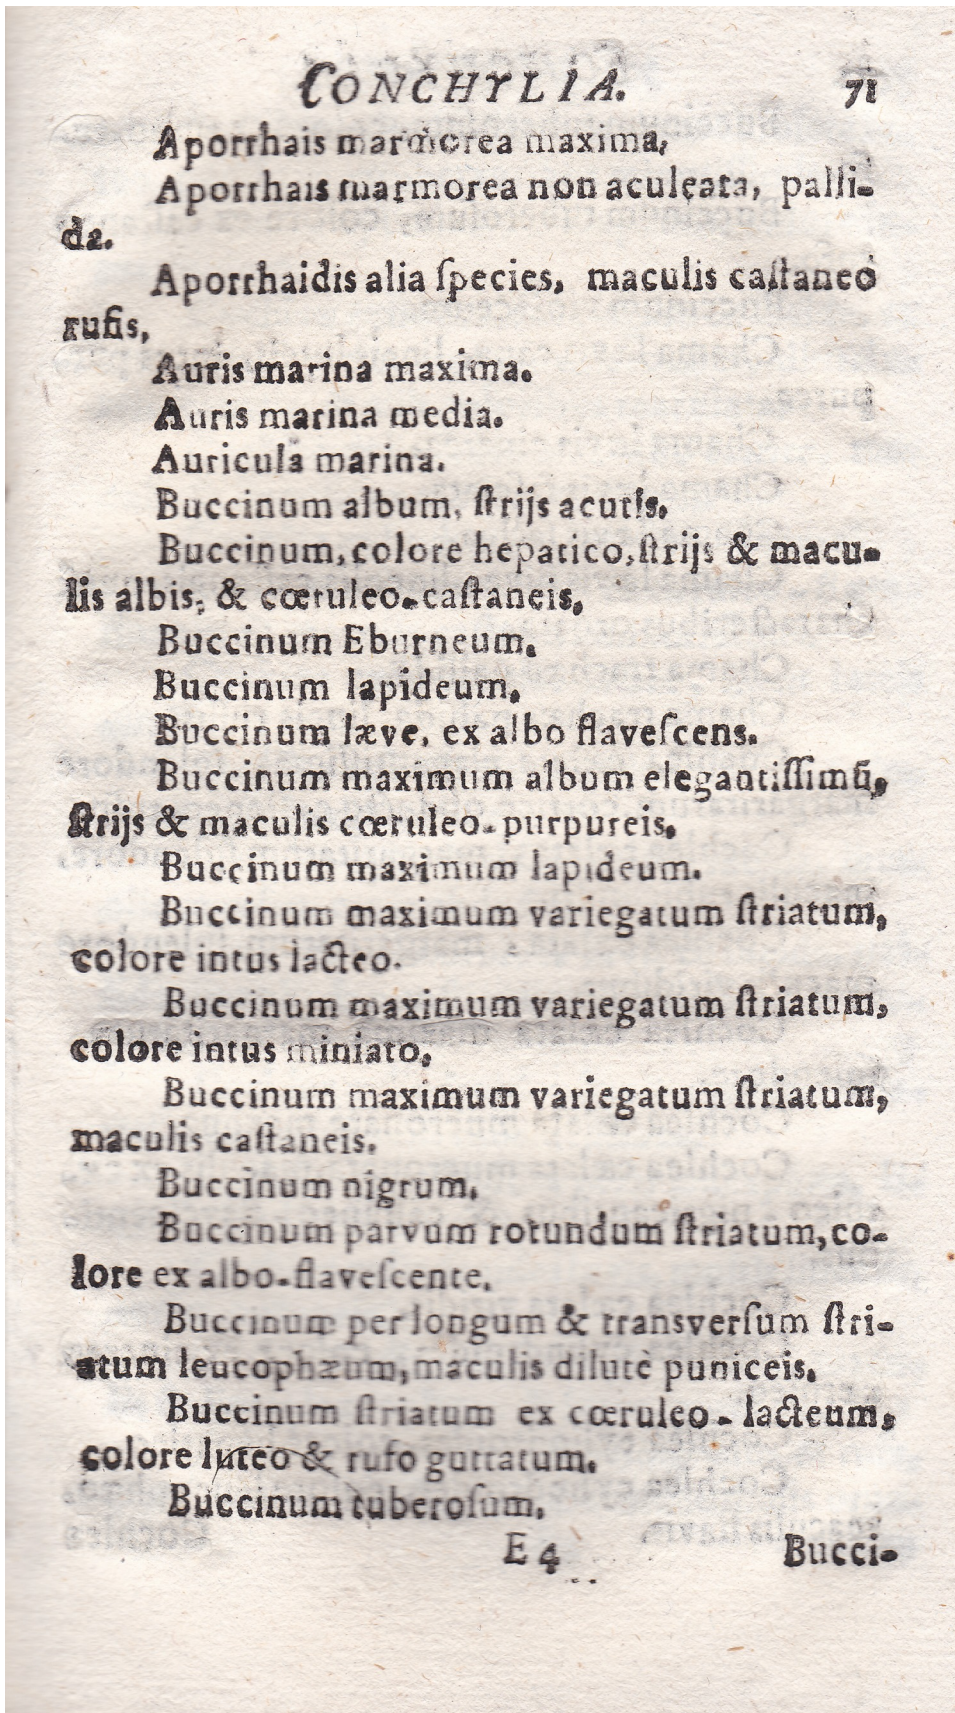 CONCHYLIA. 71
Aporrhais marmorea maxima,
Aporrhais marmorea non aculeata, palli-
da.
Aporrhaidis alia ſpecies, maculis caſtaneo
rufis,
Auris marina maxima.
Auris marina media.
Auricula marina.
Buccinum album, ſtrijs acutis.
Buccinum, colore hepatico, ſtrijs & macu-
lis albis, & cœruleo-caſtaneis.
Buccinum Eburneum.
Buccinum lapideum.
Buccinum læve, ex albo flaveſcens.
Buccinum maximum album elegantiſſimũ,
ſtrijs & maculis cœruleo-purpureis.
Buccinum maximum lapideum.
Buccinum maximum variegatum ſtriatum,
colore intus lacteo.
Buccinum maximum variegatum ſtriatum,
colore intus miniato.
Buccinum maximum variegatum ſtriatum,
maculis caſtaneis.
Buccinum nigrum.
Buccinum parvum rotundum ſtriatum, co-
lore ex albo-flaveſcente.
Buccinum per longum & transverſum ſtri-
atum leucophæum, maculis dilutè puniceis.
Buccinum ſtriatum ex cœruleo-lacteum,
colore luteo & rufo guttatum.
Buccinum tuberoſum.
E 4 Bucci-